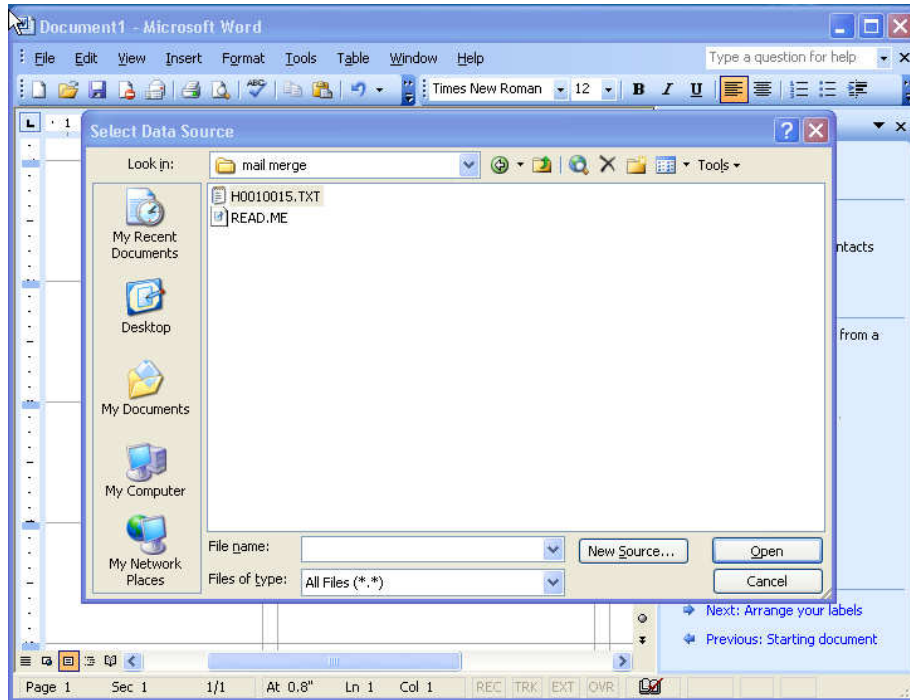 Document1 - Microsoft Word
File Edit View Insert Format Tools Table Window Help Type a question for help
Times New Roman 12 B I U
L 1
Select Data Source
Look in: mail merge Tools
H0010015.TXT
READ.ME
My Recent
Documents
ntacts
Desktop
from a
My Documents
My Computer
My Network
Places
File name: New Source... Open
Files of type: All Files (*.*) Cancel
Next: Arrange your labels
Previous: Starting document
Page 1 Sec 1 1/1 At 0.8" Ln 1 Col 1 REC TRK EXT OVR